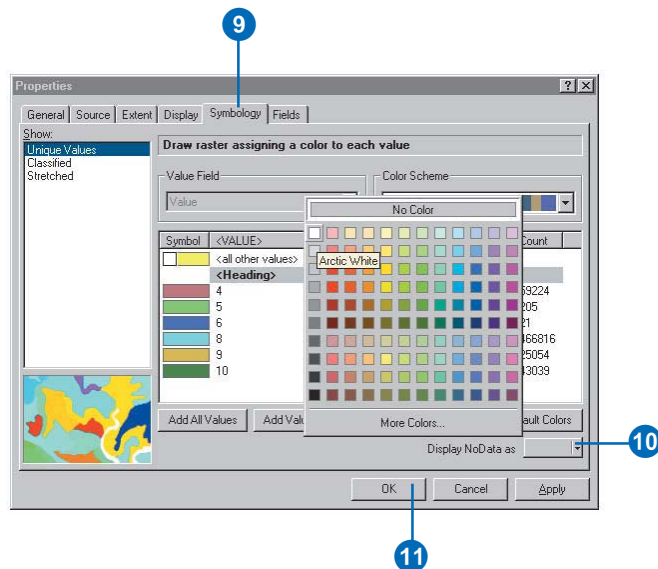 9
Properties
General Source Extent Display Symbology Fields
Show:
Unique Values
Classified
Stretched
Draw raster assigning a color to each value
Value Field
Value
Color Scheme
No Color
Arctic White
More Colors...
Symbol <VALUE> Count
<all other values>
<Heading>
4 59224
5 205
6 21
8 466816
9 25054
10 43039
Add All Values Add Valu ault Colors
Display NoData as
10
OK Cancel Apply
11